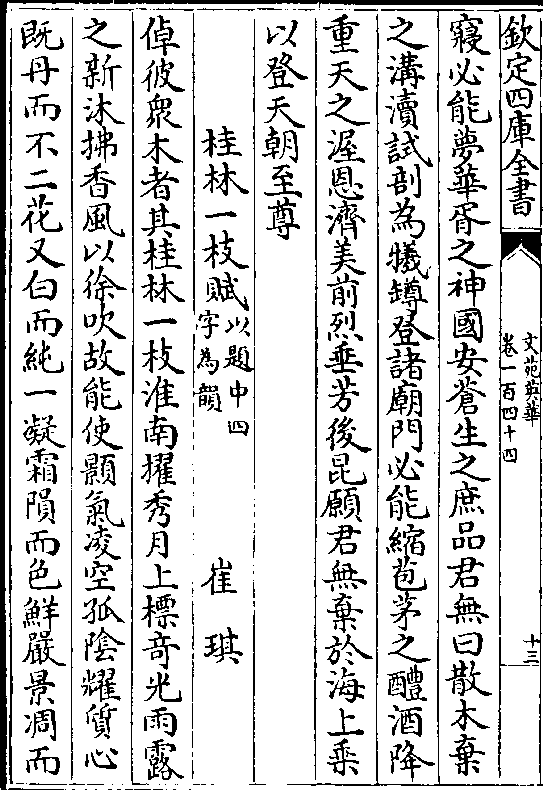 欽定四庫全書
文苑英華
卷一百四十四
十三
寢必能夢華胥之神國安蒼生之庶品君無曰散木棄
之溝瀆試剖為犧罇登諸廟門必能縮苞茅之醴酒降
重天之渥恩濟美前烈垂芳後昆願君無棄於海上乘
以登天朝至尊
桂林一枝賦以題中四字為韻 崔琪
倬彼衆木者其桂林一枝淮南擢秀月上標竒光雨露
之新沐拂香風以徐吹故能使顥氣凌空孤陰耀質心
既丹而不二花又白而純一凝霜隕而色鮮嚴景凋而